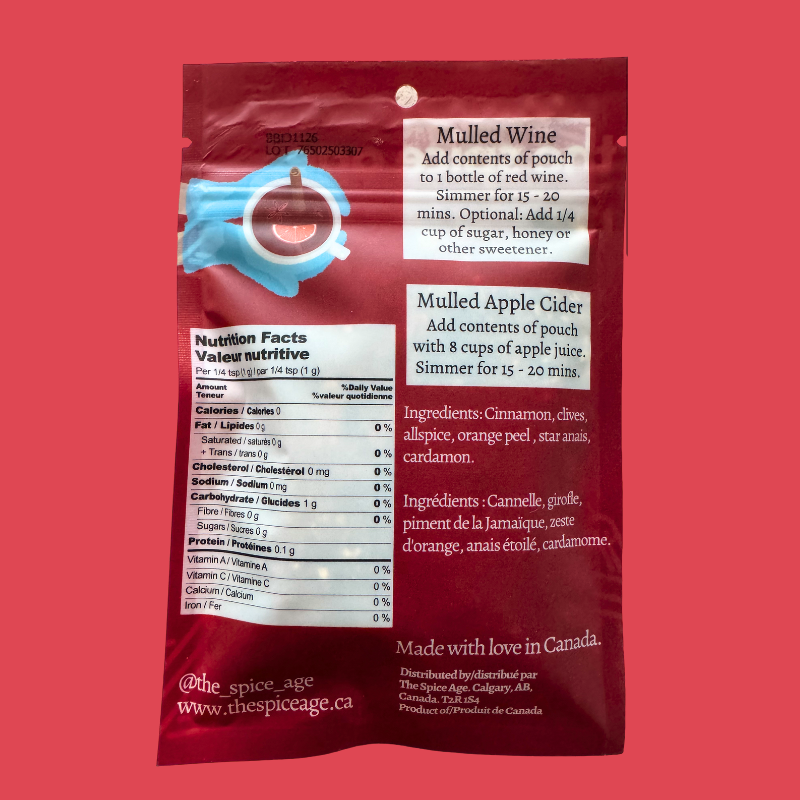 BBD1126
LOT 76502503307
Mulled Wine
Add contents of pouch
to 1 bottle of red wine.
Simmer for 15 - 20
mins. Optional: Add 1/4
cup of sugar, honey or
other sweetener.
Mulled Apple Cider
Add contents of pouch
with 8 cups of apple juice.
Simmer for 15 - 20 mins.
Nutrition Facts
Valeur nutritive
Per 1/4 tsp (1 g) / par 1/4 tsp (1 g)
Amount %Daily Value
Teneur %valeur quotidienne
Calories / Calories 0
Fat / Lipides 0 g 0 %
Saturated / saturés 0 g
+ Trans / trans 0 g 0 %
Cholesterol / Cholestérol 0 mg 0 %
Sodium / Sodium 0 mg 0 %
Carbohydrate / Glucides 1 g 0 %
Fibre / Fibres 0 g 0 %
Sugars / Sucres 0 g
Protein / Protéines 0.1 g
Vitamin A / Vitamine A 0 %
Vitamin C / Vitamine C 0 %
Calcium / Calcium 0 %
Iron / Fer 0 %
Ingredients: Cinnamon, clives,
allspice, orange peel , star anais,
cardamon.
Ingrédients : Cannelle, girofle,
piment de la Jamaïque, zeste
d'orange, anais étoilé, cardamome.
Made with love in Canada.
Distributed by/distribué par
The Spice Age. Calgary, AB,
Canada. T2R 1S4
Product of/Produit de Canada
@the_spice_age
www.thespiceage.ca